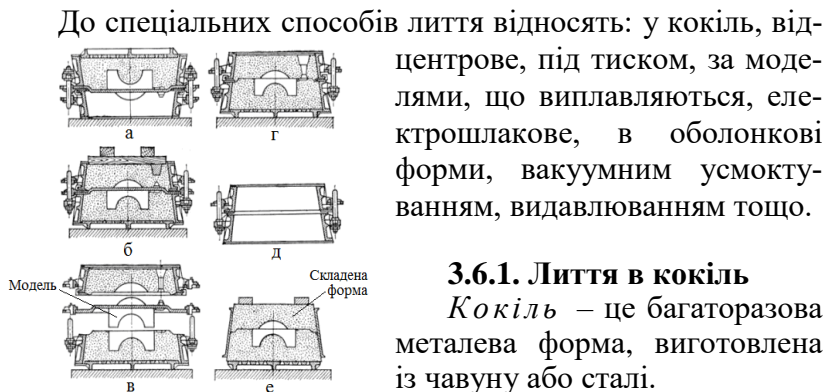 До спеціальних способів лиття відносять: у кокіль, від-
центрове, під тиском, за моде-
лями, що виплавляються, еле-
ктрошлакове, в оболонкові
форми, вакуумним усмокту-
ванням, видавлюванням тощо.
а
г
б
д
Модель
Складена
форма
в
е
3.6.1. Лиття в кокіль
Кокіль – це багаторазова
металева форма, виготовлена
із чавуну або сталі.